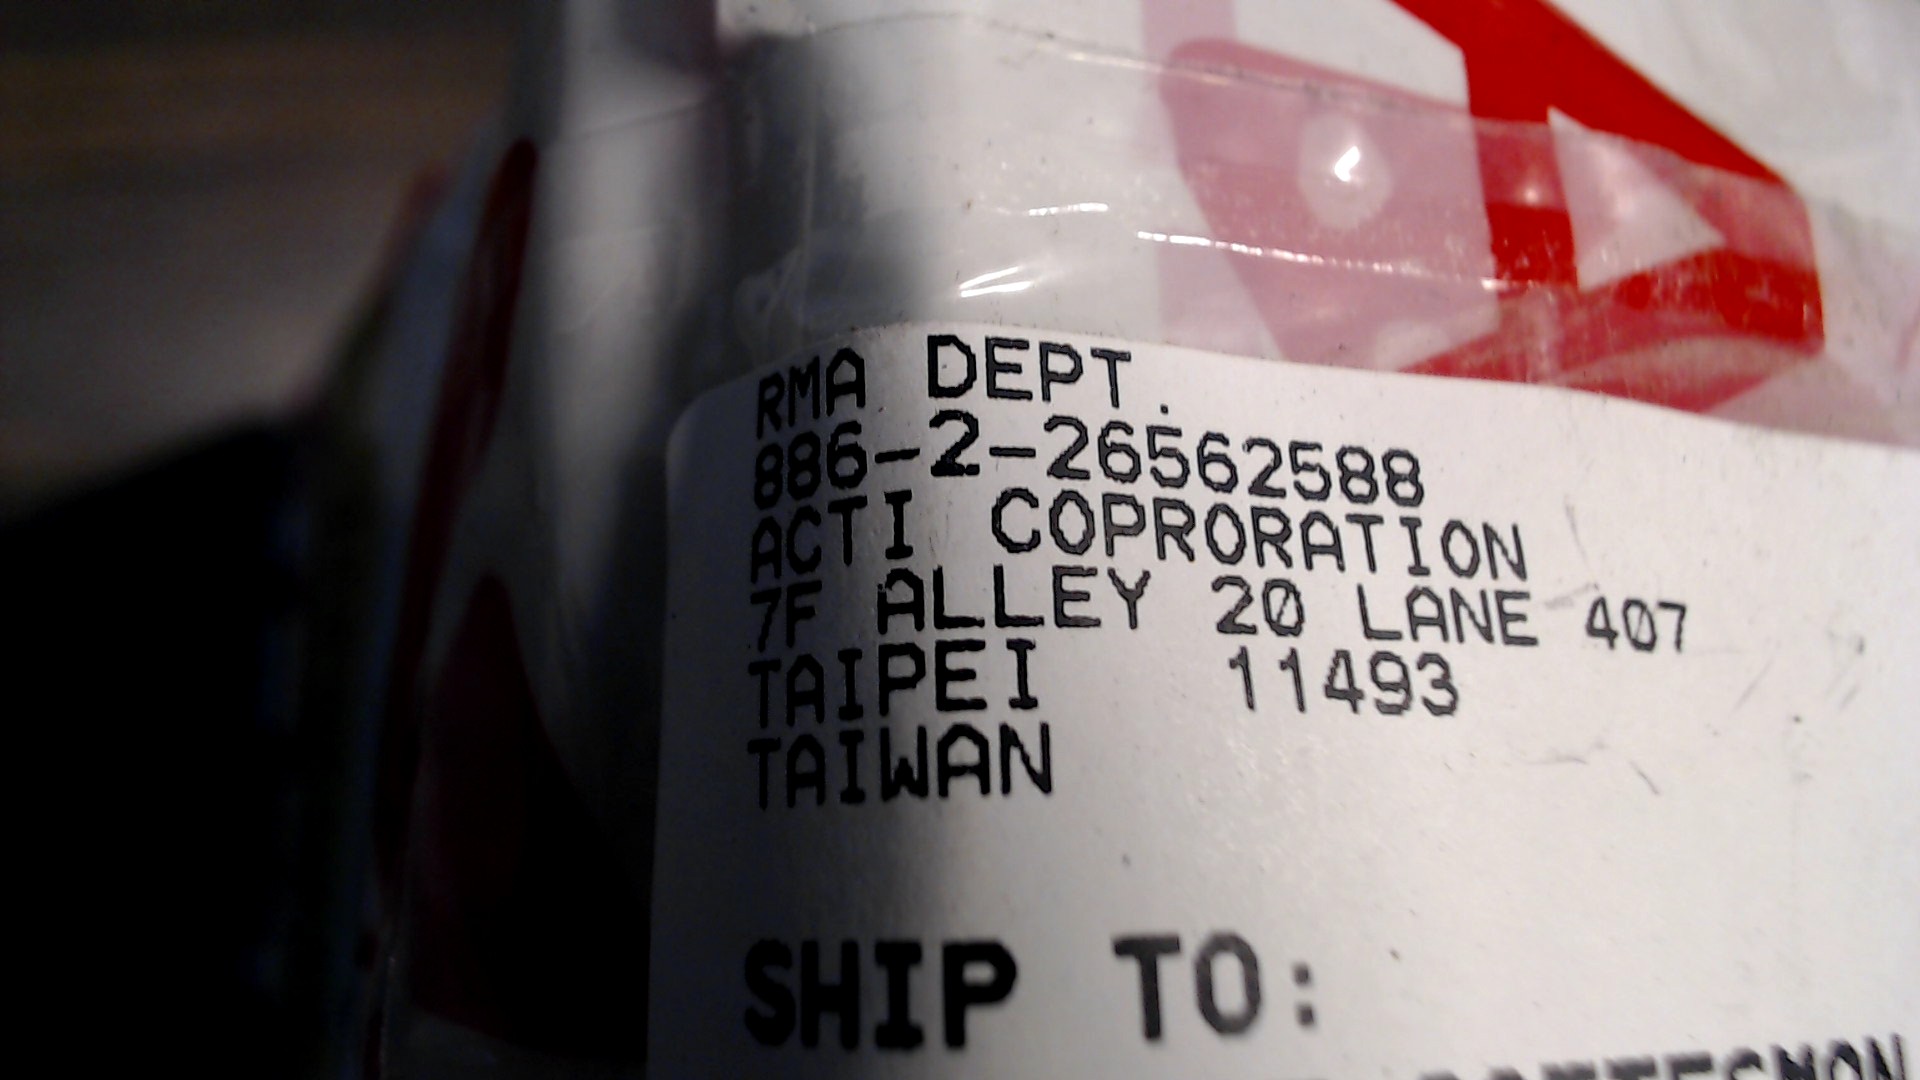 RMA DEPT.
886-2-26562588
ACTI COPRORATION
7F ALLEY 20 LANE 407
TAIPEI 11493
TAIWAN
SHIP TO: